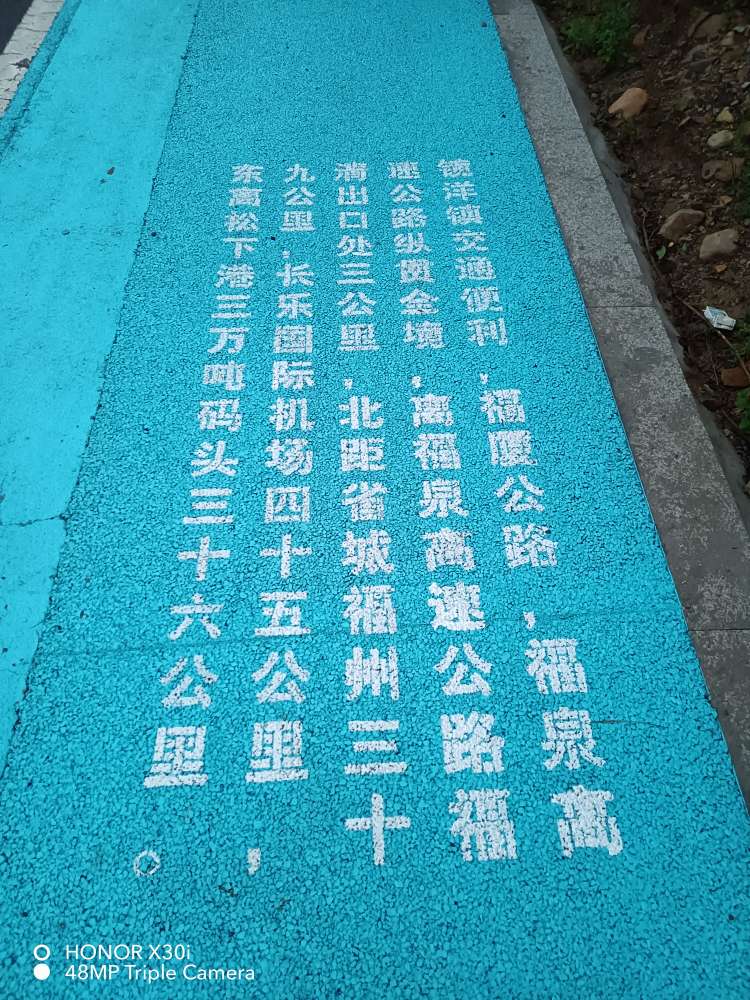 镜洋镇交通便利，福厦公路，福泉高
速公路纵贯全境，离福泉高速公路福
清出口处三公里，北距省城福州三十
九公里，长乐国际机场四十五公里，
东离松下港三万吨码头三十六公里。
HONOR X30i
48MP Triple Camera